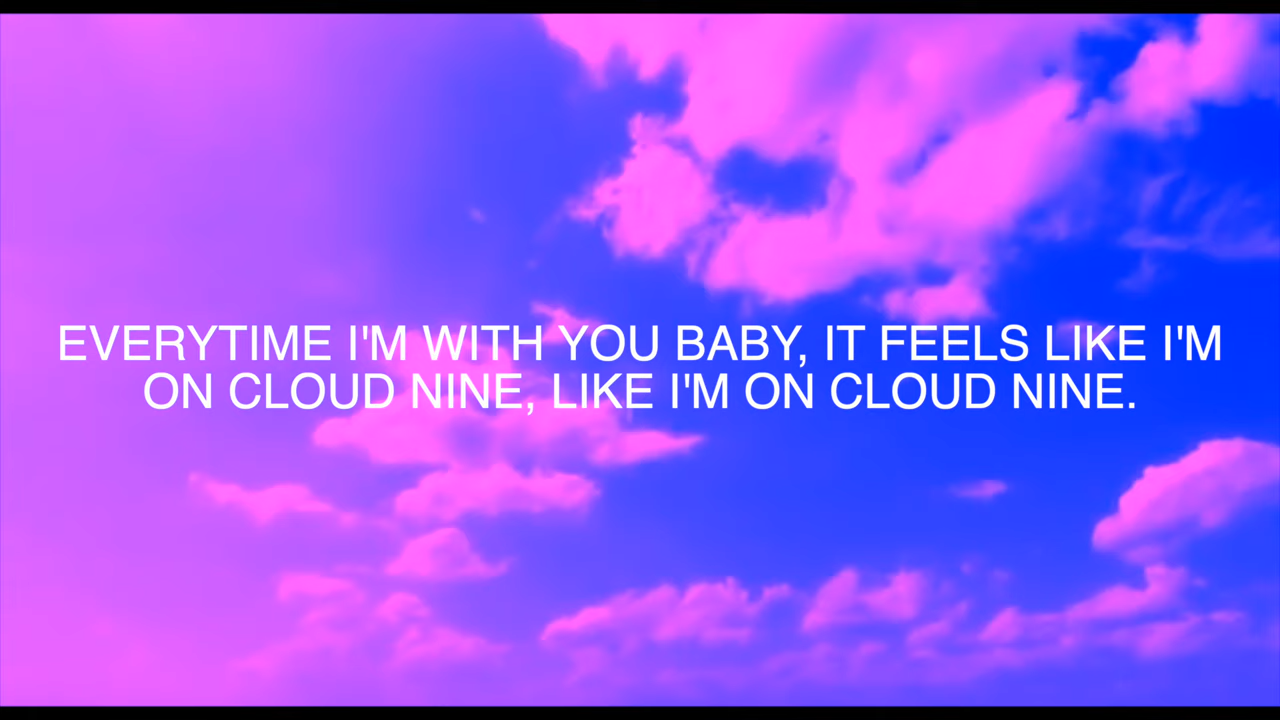 EVERYTIME I'M WITH YOU BABY, IT FEELS LIKE I'M
ON CLOUD NINE, LIKE I'M ON CLOUD NINE.